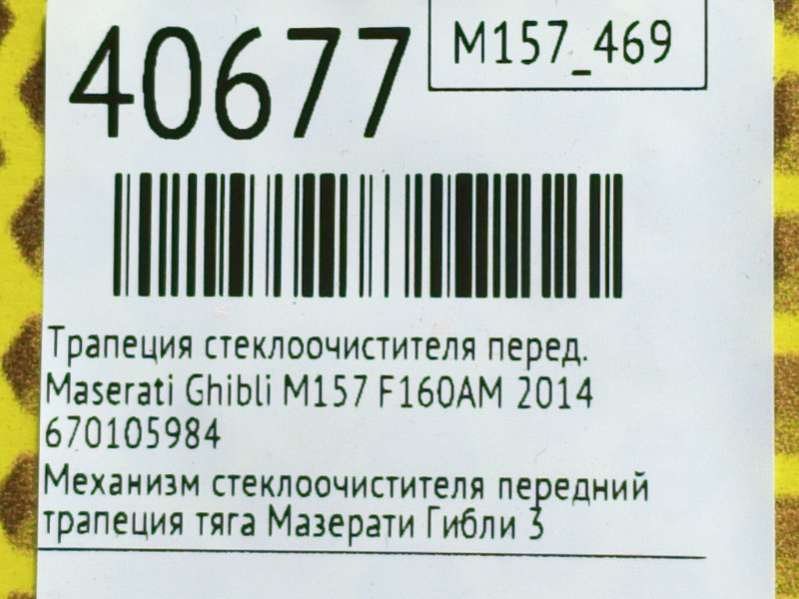 40677
M157_469
Трапеция стеклоочистителя перед.
Maserati Ghibli M157 F160AM 2014
670105984
Механизм стеклоочистителя передний
трапеция тяга Мазерати Гибли 3